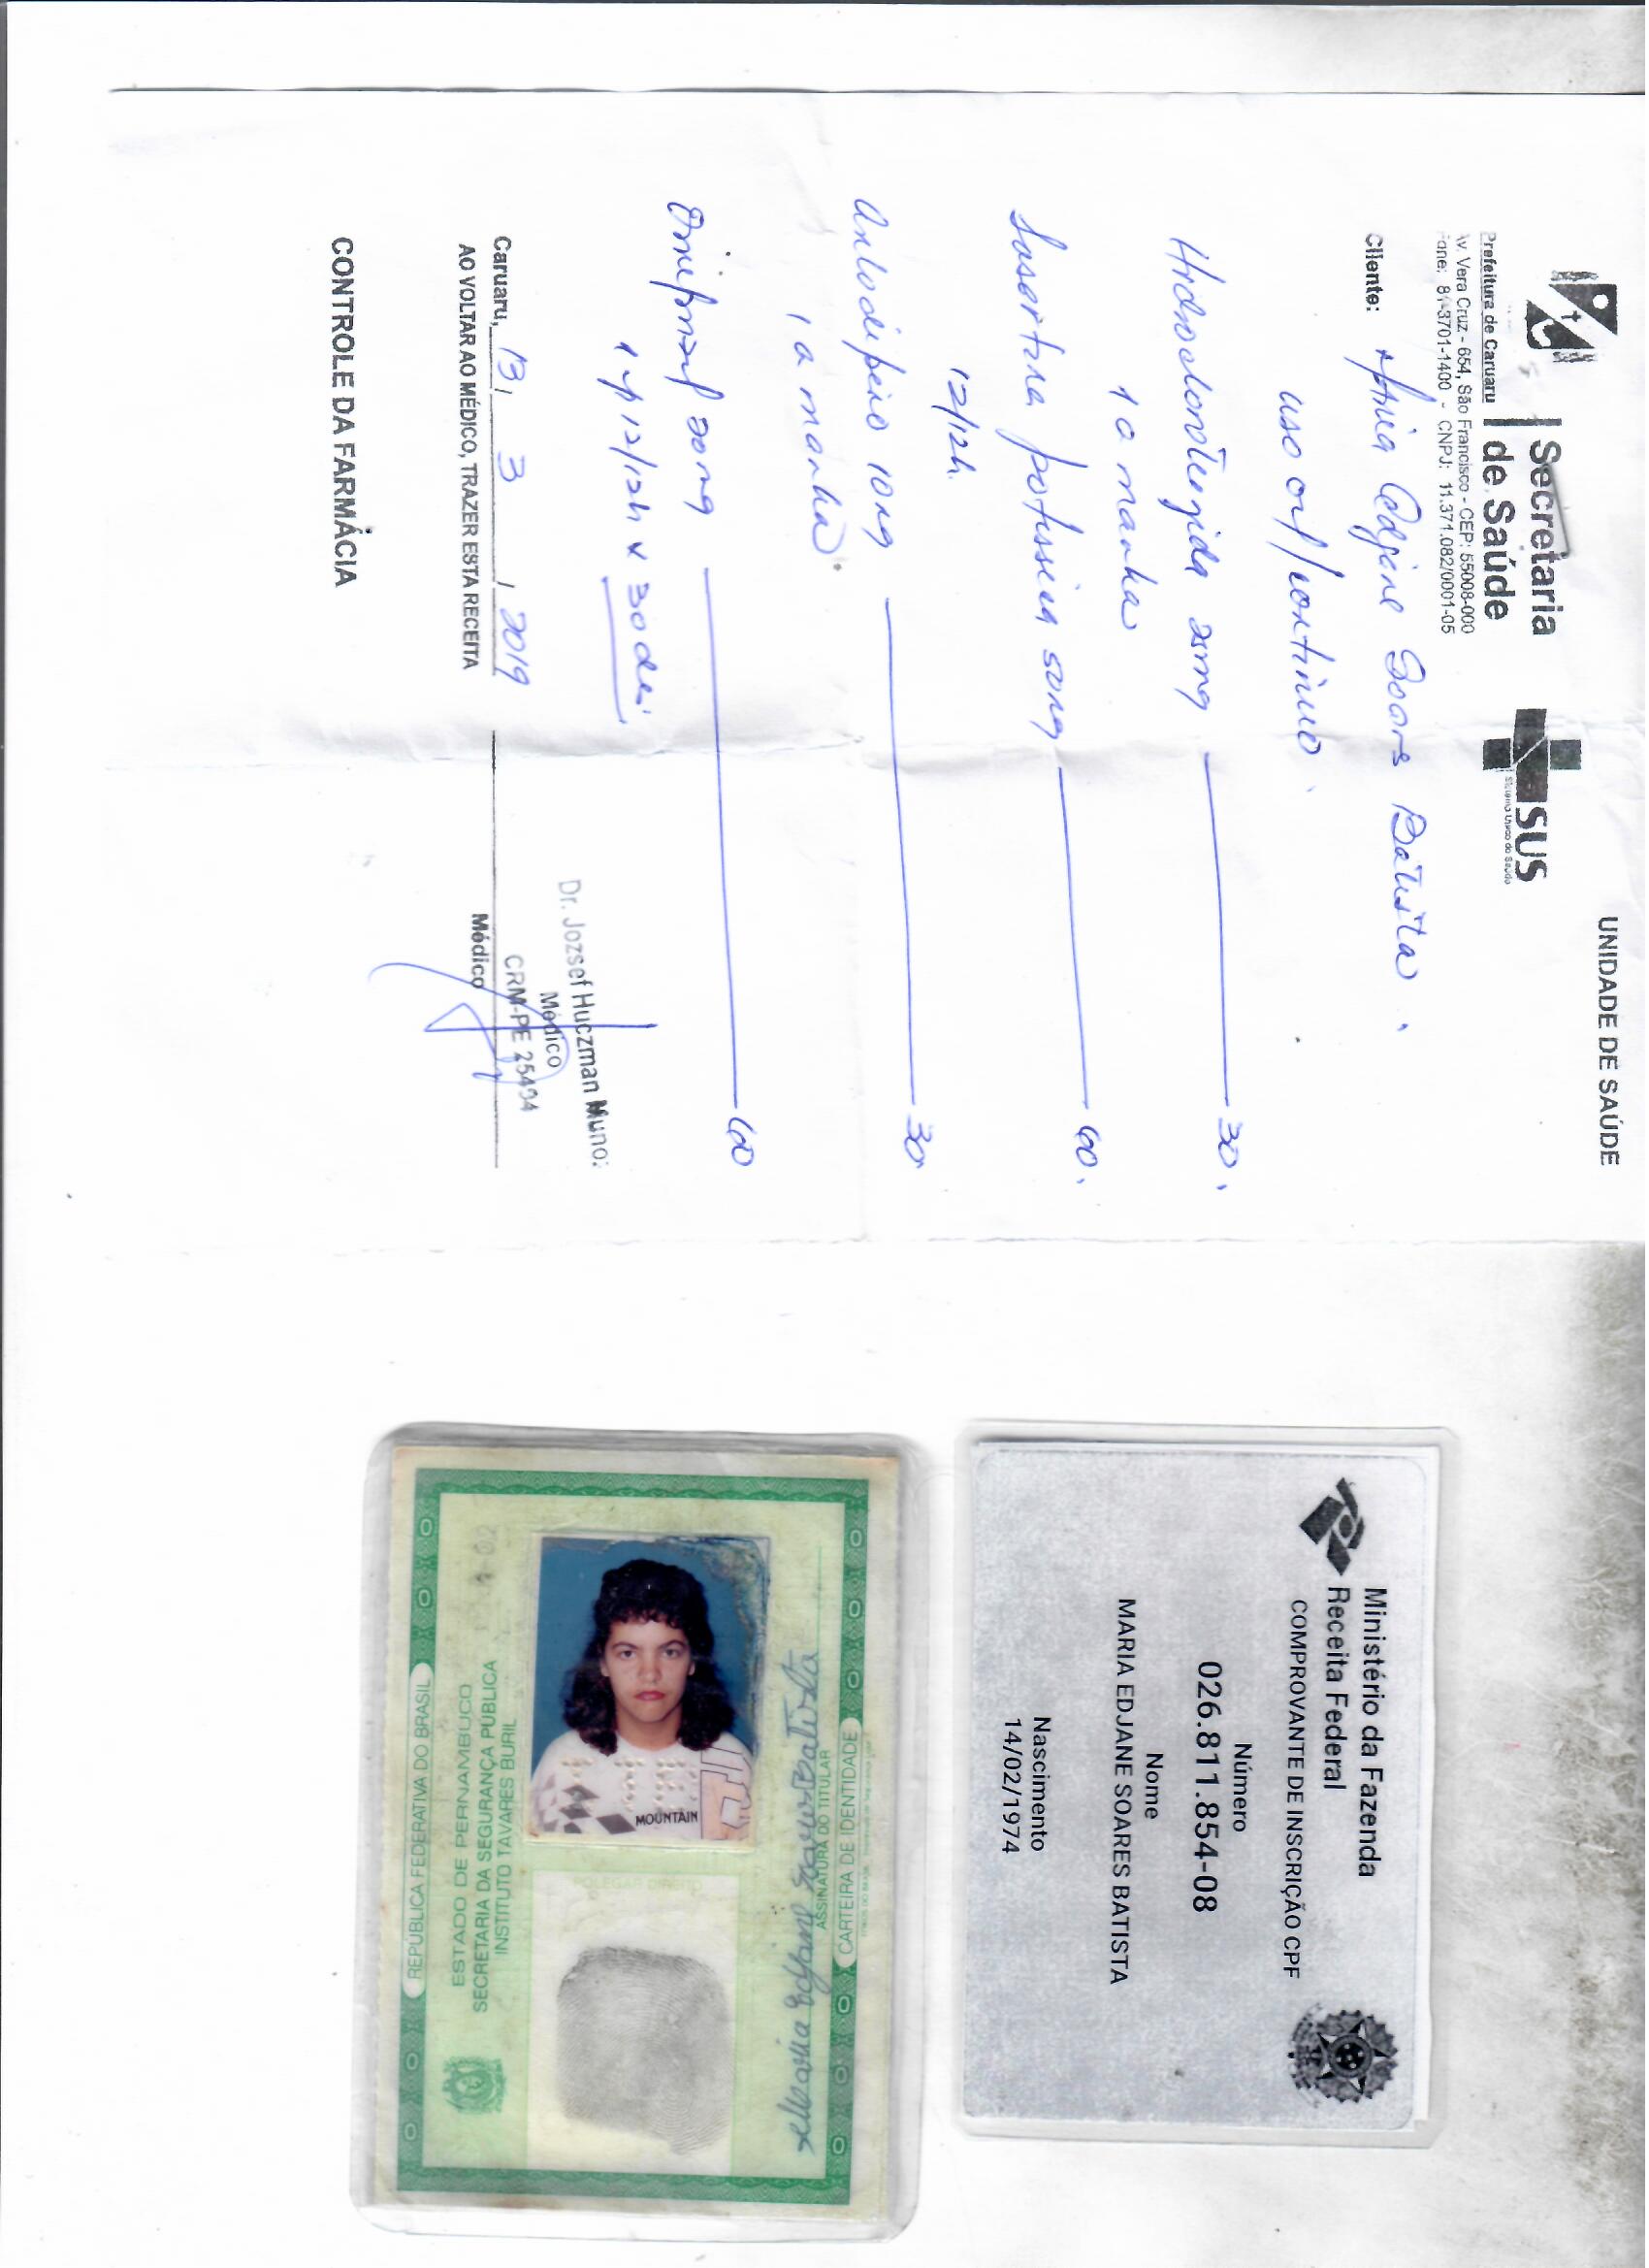 UNIDADE DE SAÚDE
Secretaria
de Saúde
Prefeitura de Caruaru
SUS
Sistema Único de Saúde
Av. Vera Cruz - 654, São Francisco - CEP: 55008-000
Fone: 81-3701-1400 - CNPJ: 11.371.082/0001-05
Cliente: Maria Edjane Soares Batista.
uso oral/contínuo
Hidroclorotiazida 25mg 30.
1 a manha
Losartana potassica 50mg 60.
12/12h.
Anlodipino 10mg 30
1 a manha
Omeprazol 20mg 60
12/12h x 30 di
Dr. Jozsef Huczman Muno
Médico
CRM-PE 25494
Caruaru, 13 / 3 / 2019
Médico
AO VOLTAR AO MÉDICO, TRAZER ESTA RECEITA
CONTROLE DA FARMÁCIA
Ministério da Fazenda
Receita Federal
COMPROVANTE DE INSCRIÇÃO CPF
Número
026.811.854-08
Nome
MARIA EDJANE SOARES BATISTA
Nascimento
14/02/1974
CARTEIRA DE IDENTIDADE
ASSINATURA DO TITULAR
Maria Edjane Soares Batista
POLEGAR DIREITO
MOUNTAIN
INSTITUTO TAVARES BURIL
SECRETARIA DA SEGURANÇA PÚBLICA
ESTADO DE PERNAMBUCO
REPÚBLICA FEDERATIVA DO BRASIL